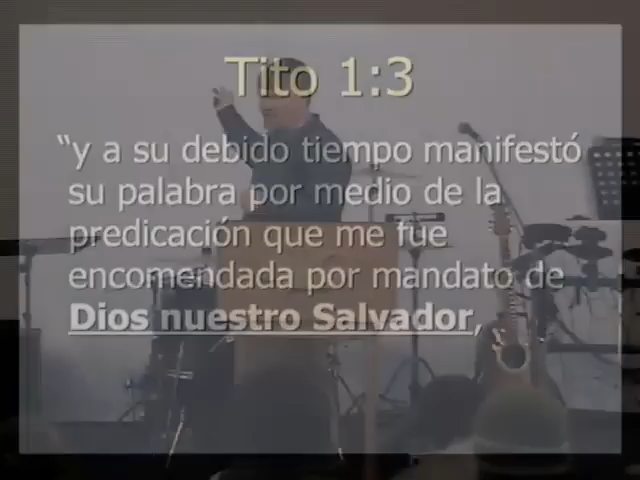 Tito 1:3
“y a su debido tiempo manifestó
su palabra por medio de la
predicación que me fue
encomendada por mandato de
Dios nuestro Salvador,